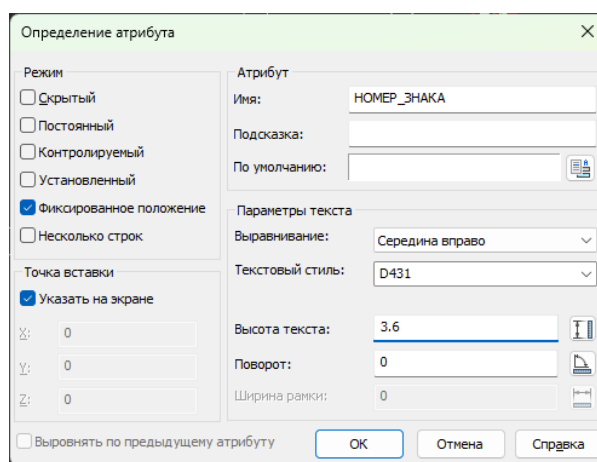 Определение атрибута
Режим
Скрытый
Постоянный
Контролируемый
Установленный
Фиксированное положение
Несколько строк
Точка вставки
Указать на экране
X: 0
Y: 0
Z: 0
Атрибут
Имя: НОМЕР_ЗНАКА
Подсказка:
По умолчанию:
Параметры текста
Выравнивание: Середина вправо
Текстовый стиль: D431
Высота текста: 3.6
Поворот: 0
Ширина рамки: 0
Выровнять по предыдущему атрибуту
ОК Отмена Справка